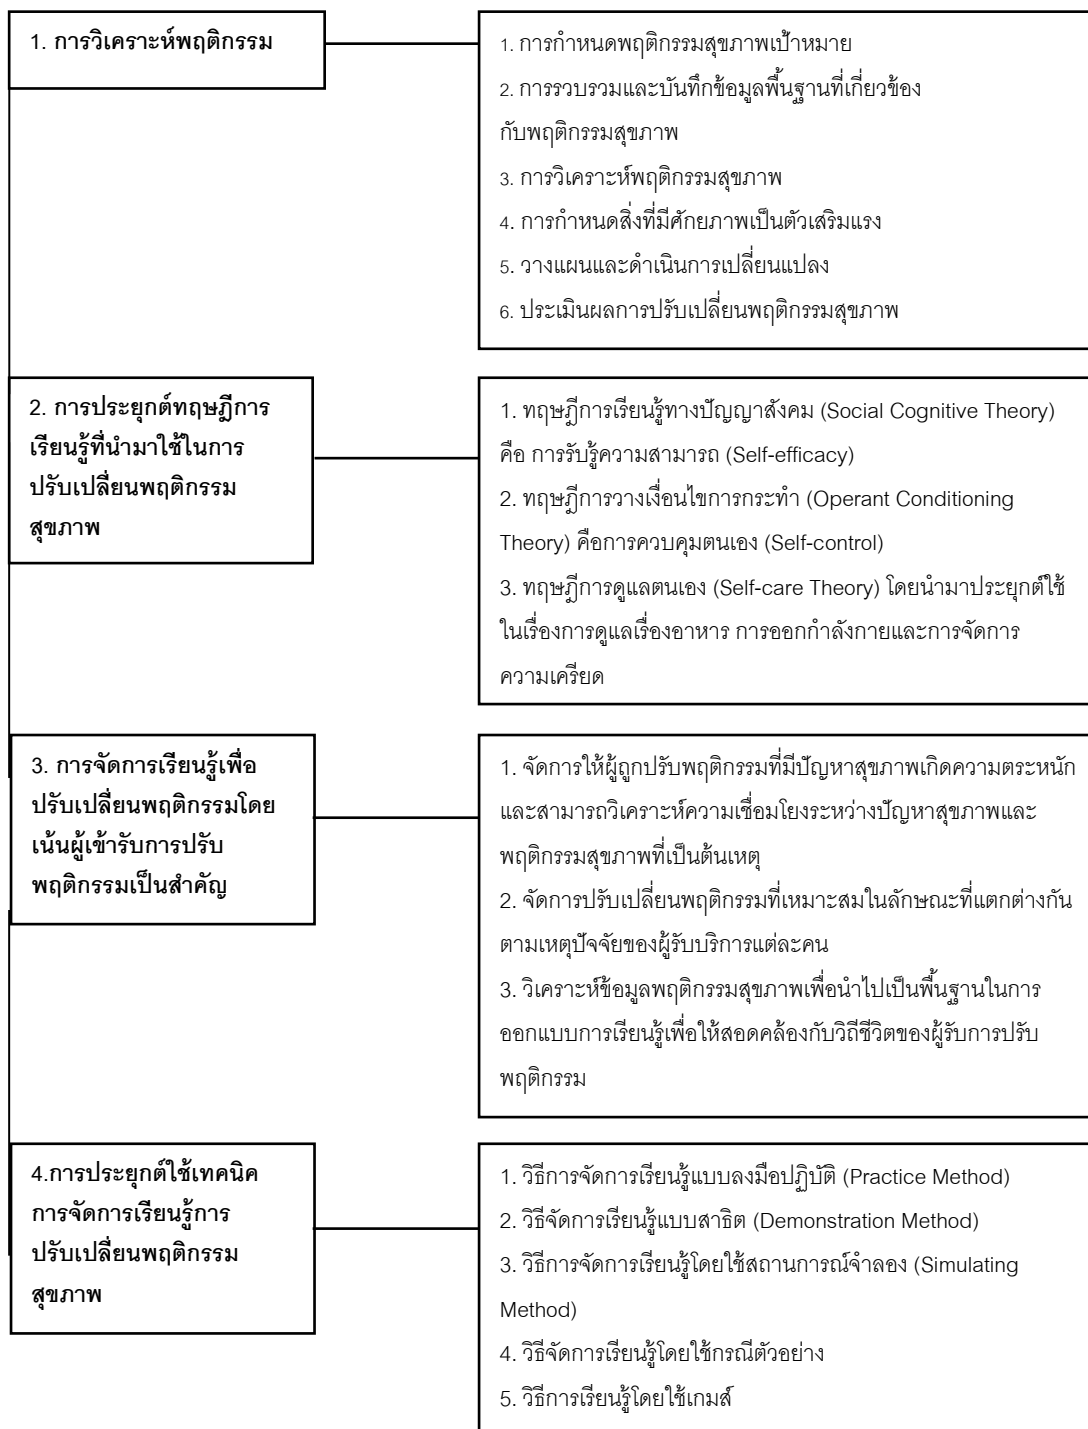 1. การวิเคราะห์พฤติกรรม
1. การกำหนดพฤติกรรมสุขภาพเป้าหมาย
2. การรวบรวมและบันทึกข้อมูลพื้นฐานที่เกี่ยวข้อง
กับพฤติกรรมสุขภาพ
3. การวิเคราะห์พฤติกรรมสุขภาพ
4. การกำหนดสิ่งที่มีศักยภาพเป็นตัวเสริมแรง
5. วางแผนและดำเนินการเปลี่ยนแปลง
6. ประเมินผลการปรับเปลี่ยนพฤติกรรมสุขภาพ
2. การประยุกต์ทฤษฎีการ
เรียนรู้ที่นำมาใช้ในการ
ปรับเปลี่ยนพฤติกรรม
สุขภาพ
1. ทฤษฎีการเรียนรู้ทางปัญญาสังคม (Social Cognitive Theory)
คือ การรับรู้ความสามารถ (Self-efficacy)
2. ทฤษฎีการวางเงื่อนไขการกระทำ (Operant Conditioning
Theory) คือการควบคุมตนเอง (Self-control)
3. ทฤษฎีการดูแลตนเอง (Self-care Theory) โดยนำมาประยุกต์ใช้
ในเรื่องการดูแลเรื่องอาหาร การออกกำลังกายและการจัดการ
ความเครียด
3. การจัดการเรียนรู้เพื่อ
ปรับเปลี่ยนพฤติกรรมโดย
เน้นผู้เข้ารับการปรับ
พฤติกรรมเป็นสำคัญ
1. จัดการให้ผู้ถูกปรับพฤติกรรมที่มีปัญหาสุขภาพเกิดความตระหนัก
และสามารถวิเคราะห์ความเชื่อมโยงระหว่างปัญหาสุขภาพและ
พฤติกรรมสุขภาพที่เป็นต้นเหตุ
2. จัดการปรับเปลี่ยนพฤติกรรมที่เหมาะสมในลักษณะที่แตกต่างกัน
ตามเหตุปัจจัยของผู้รับบริการแต่ละคน
3. วิเคราะห์ข้อมูลพฤติกรรมสุขภาพเพื่อนำไปเป็นพื้นฐานในการ
ออกแบบการเรียนรู้เพื่อให้สอดคล้องกับวิถีชีวิตของผู้รับการปรับ
พฤติกรรม
4.การประยุกต์ใช้เทคนิค
การจัดการเรียนรู้การ
ปรับเปลี่ยนพฤติกรรม
สุขภาพ
1. วิธีการจัดการเรียนรู้แบบลงมือปฏิบัติ (Practice Method)
2. วิธีจัดการเรียนรู้แบบสาธิต (Demonstration Method)
3. วิธีการจัดการเรียนรู้โดยใช้สถานการณ์จำลอง (Simulating
Method)
4. วิธีจัดการเรียนรู้โดยใช้กรณีตัวอย่าง
5. วิธีการเรียนรู้โดยใช้เกมส์